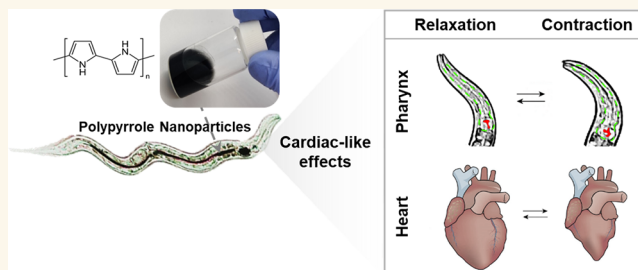 H
N
N
H
n
Polypyrrole Nanoparticles
Cardiac-like
effects
Relaxation
Contraction
Pharynx
Heart